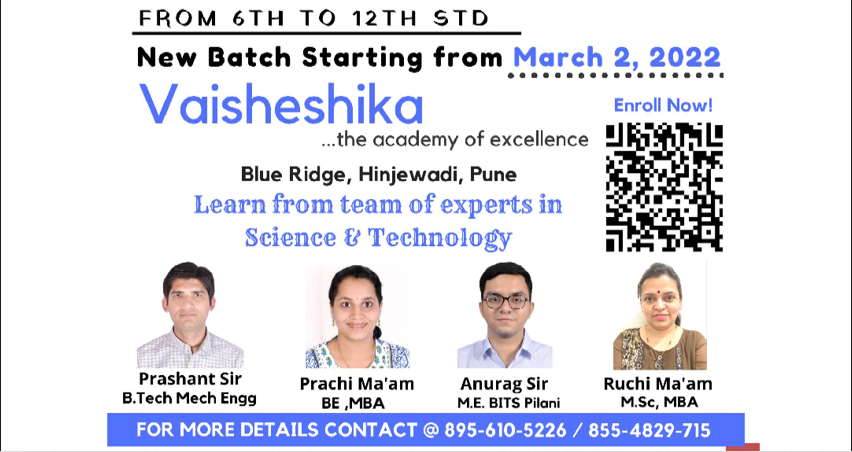 FROM 6TH TO 12TH STD
New Batch Starting from March 2, 2022
Vaisheshika
Enroll Now!
...the academy of excellence
Blue Ridge, Hinjewadi, Pune
Learn from team of experts in
Science & Technology
Prashant Sir
B.Tech Mech Engg
Prachi Ma'am
BE ,MBA
Anurag Sir
M.E. BITS Pilani
Ruchi Ma'am
M.Sc, MBA
FOR MORE DETAILS CONTACT @ 895-610-5226 / 855-4829-715